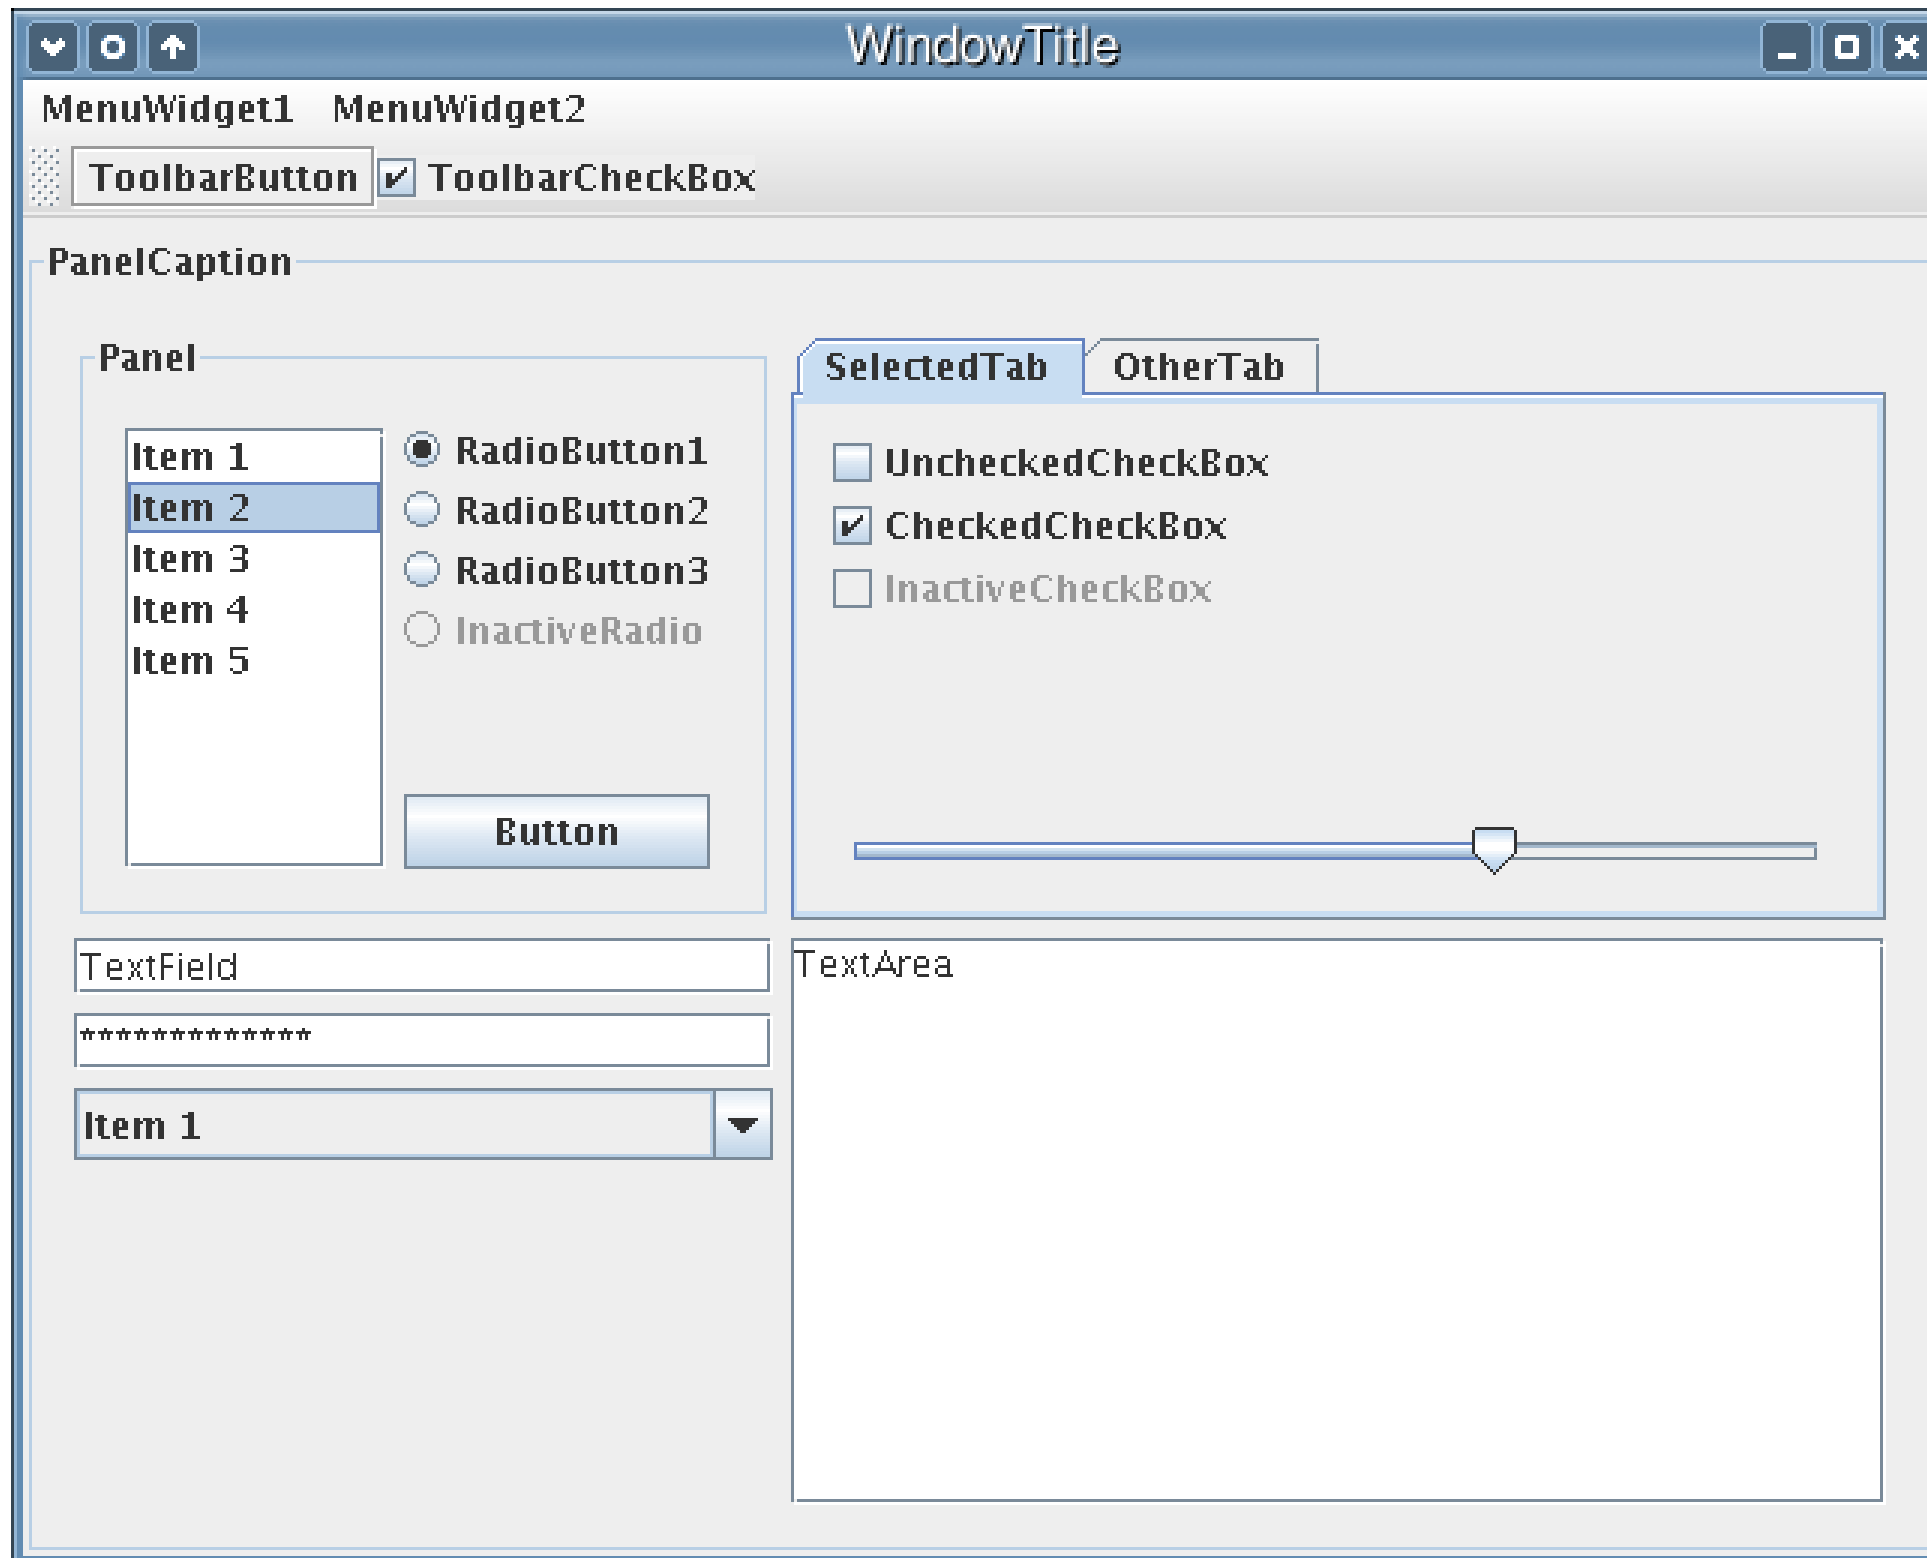 WindowTitle
MenuWidget1 MenuWidget2
ToolbarButton ToolbarCheckBox
PanelCaption
Panel
Item 1
Item 2
Item 3
Item 4
Item 5
RadioButton1
RadioButton2
RadioButton3
InactiveRadio
Button
SelectedTab OtherTab
UncheckedCheckBox
CheckedCheckBox
InactiveCheckBox
TextField
*************
Item 1
TextArea